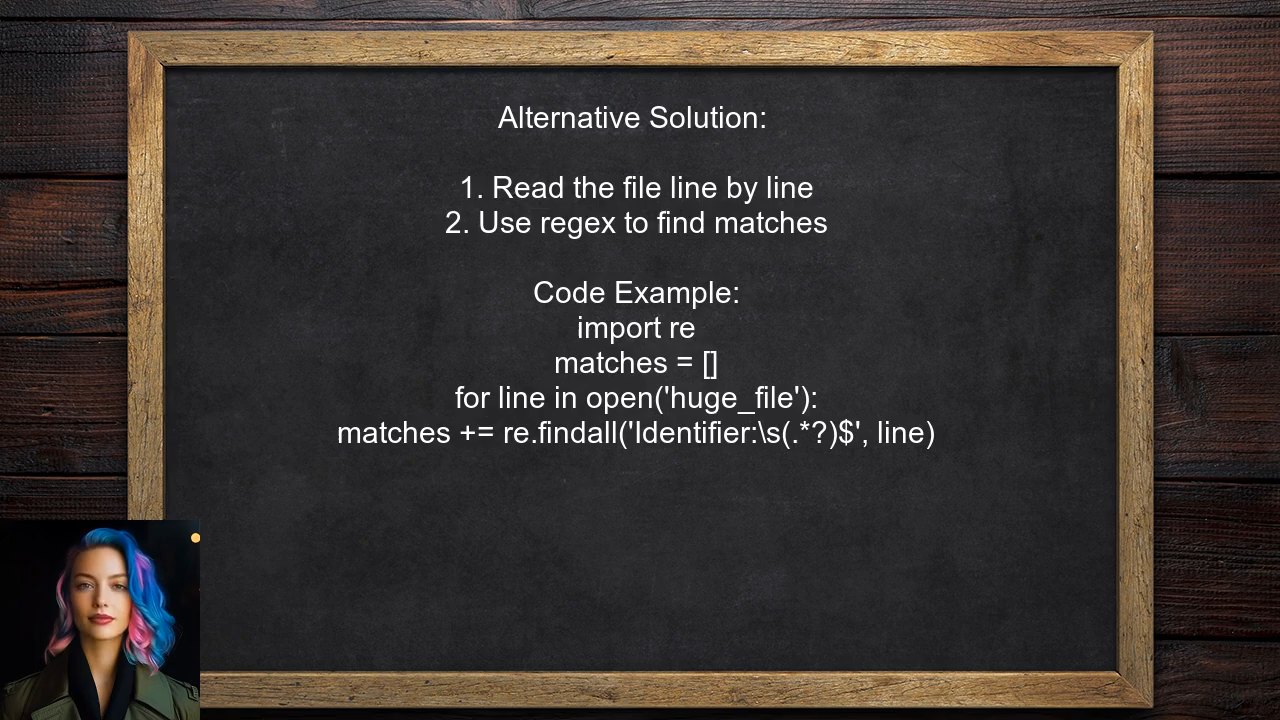 Alternative Solution:
1. Read the file line by line
2. Use regex to find matches
Code Example:
import re
matches = []
for line in open('huge_file'):
matches += re.findall('Identifier:\s(.*?)$', line)